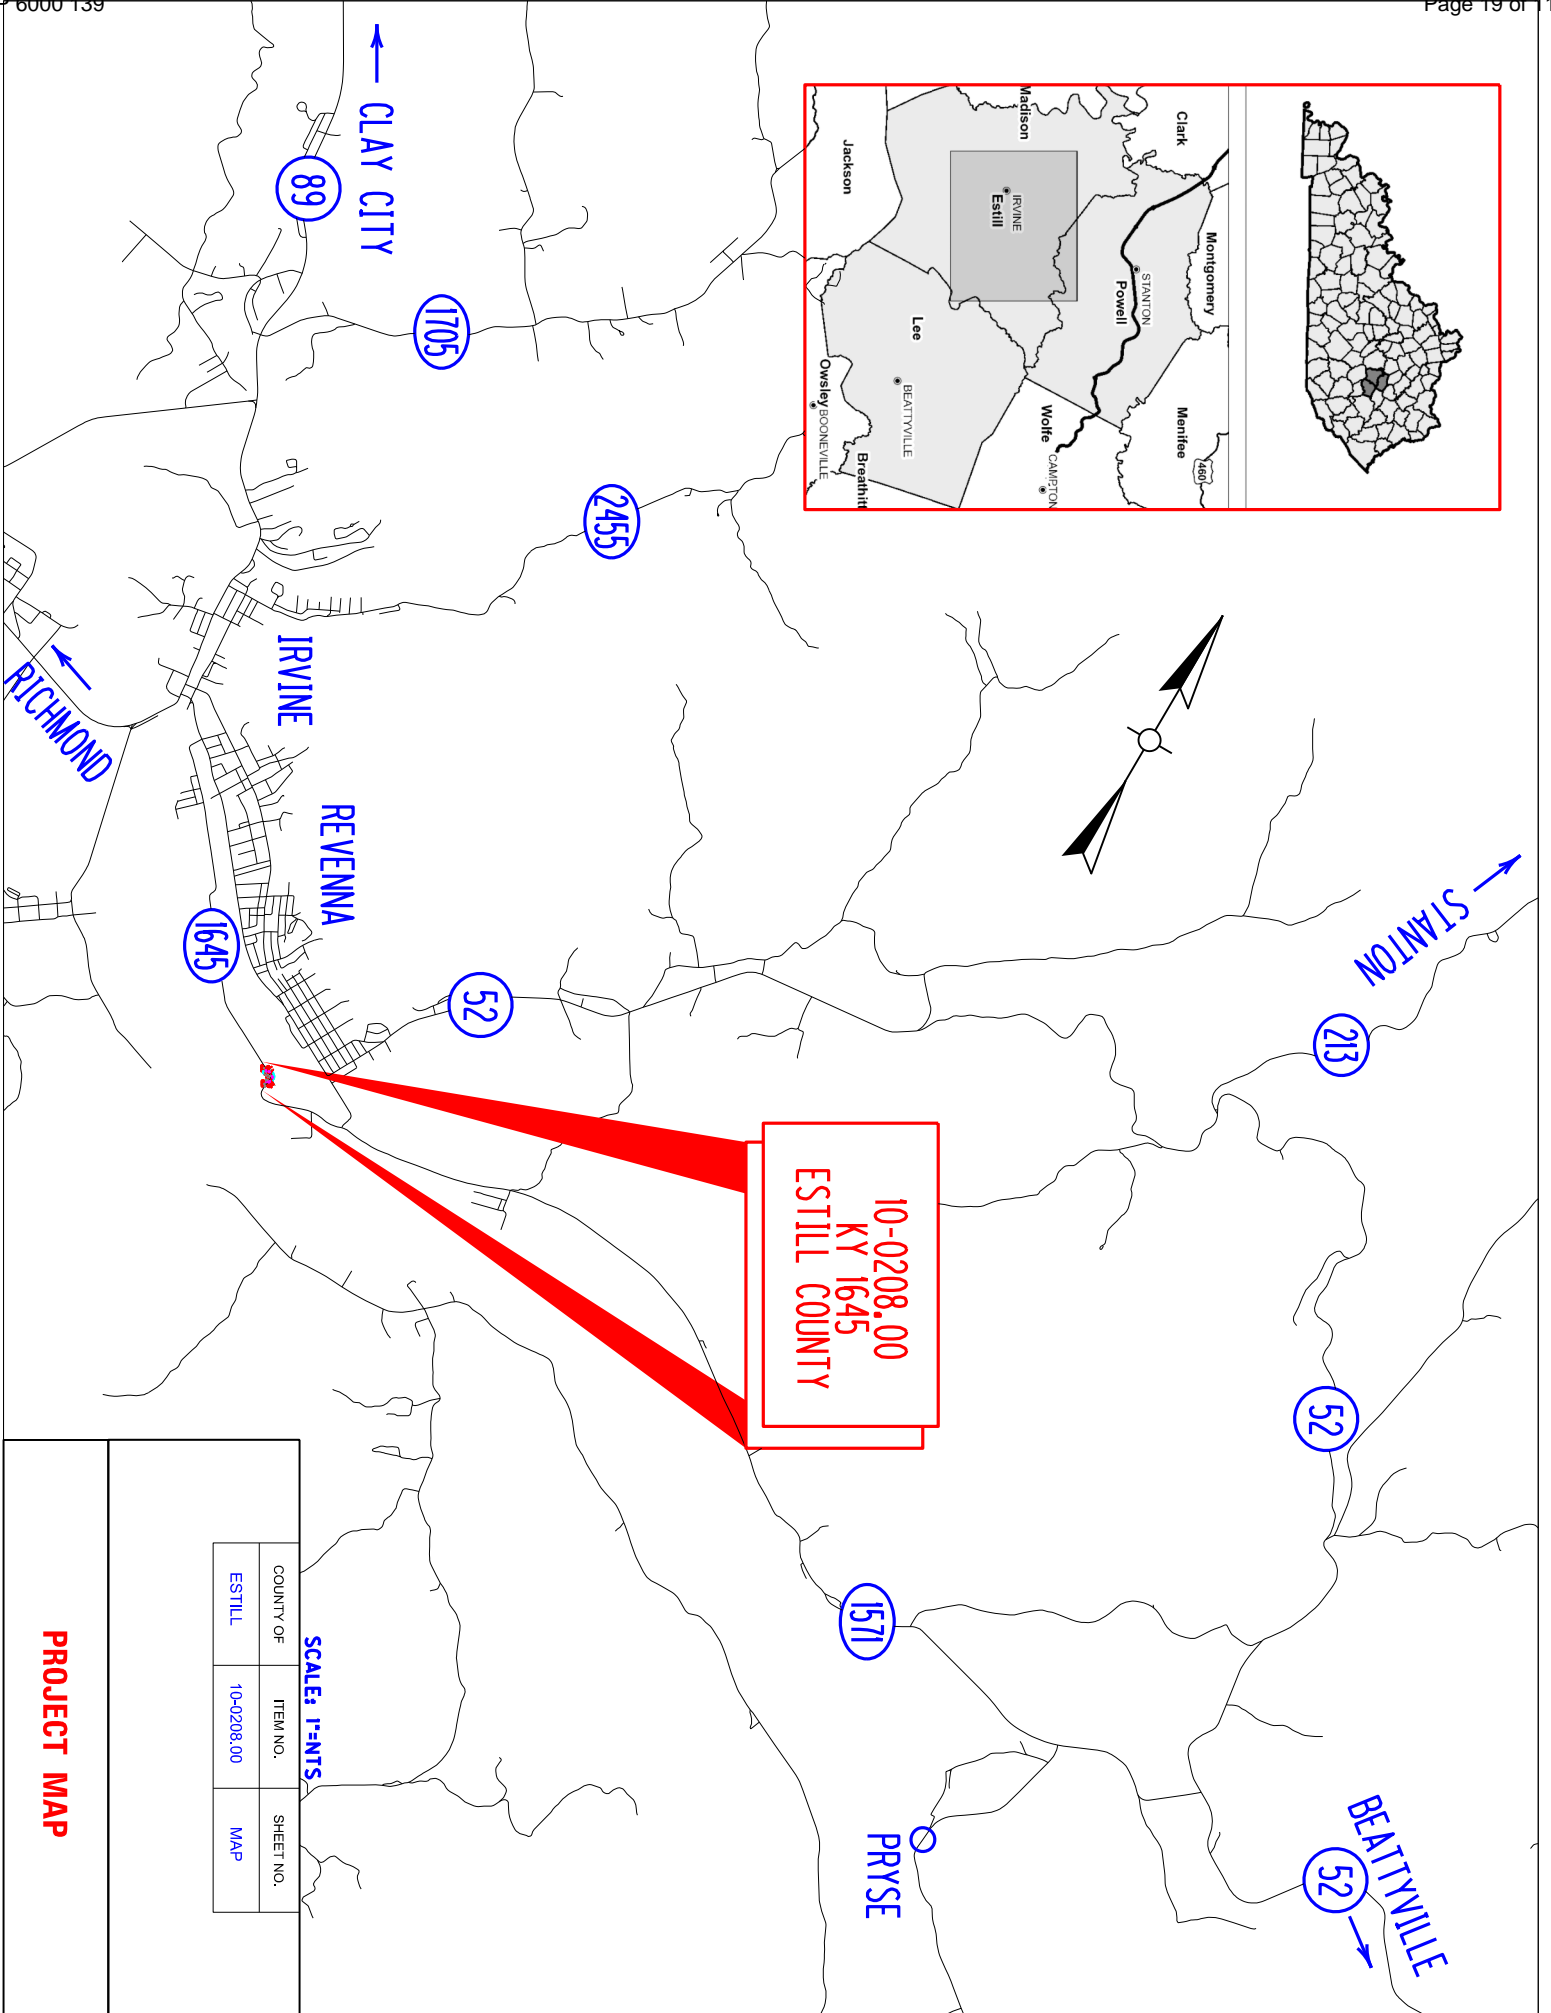 6000 139
Page 19 of 11
Clark
Montgomery
Menifee
460
Madison
STANTON
Powell
Wolfe
CAMPTON
IRVINE
Estill
Jackson
Lee
BEATTYVILLE
Breathitt
Owsley
BOONEVILLE
CLAY CITY
89
1705
2455
IRVINE
RICHMOND
REVENNA
1645
52
STANTON
213
10-0208.00
KY 1645
ESTILL COUNTY
52
1571
PRYSE
BEATTYVILLE
52
SCALE: 1"=NTS
COUNTY OF
ITEM NO.
SHEET NO.
ESTILL
10-0208.00
MAP
PROJECT MAP